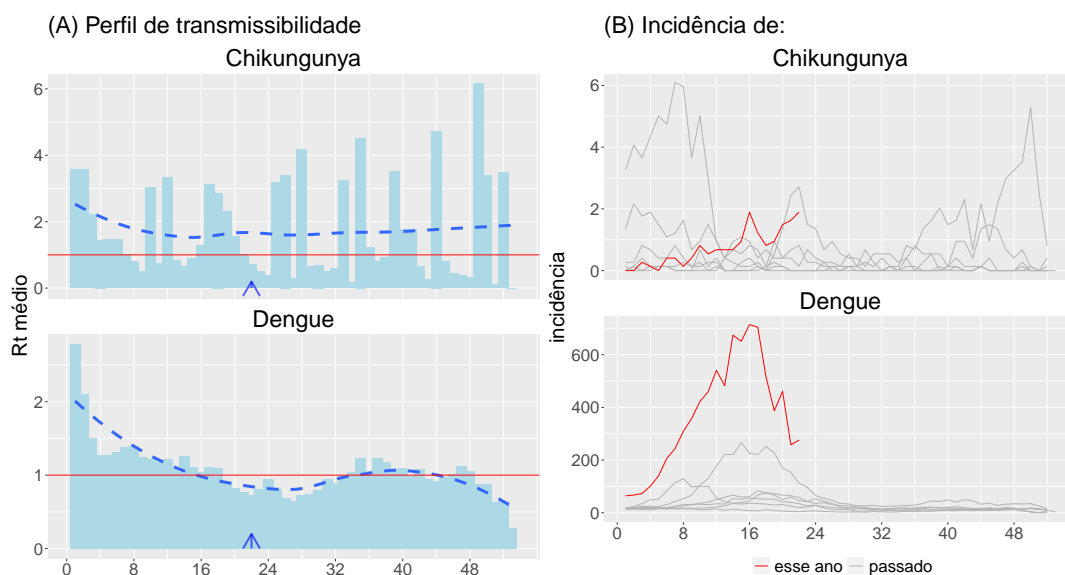 (A) Perfil de transmissibilidade
Chikungunya
6
4
2
0
Dengue
2
1
0
0 8 16 24 32 40 48
Rt médio
(B) Incidência de:
Chikungunya
6
4
2
0
Dengue
600
400
200
0
0 8 16 24 32 40 48
incidência
esse ano passado